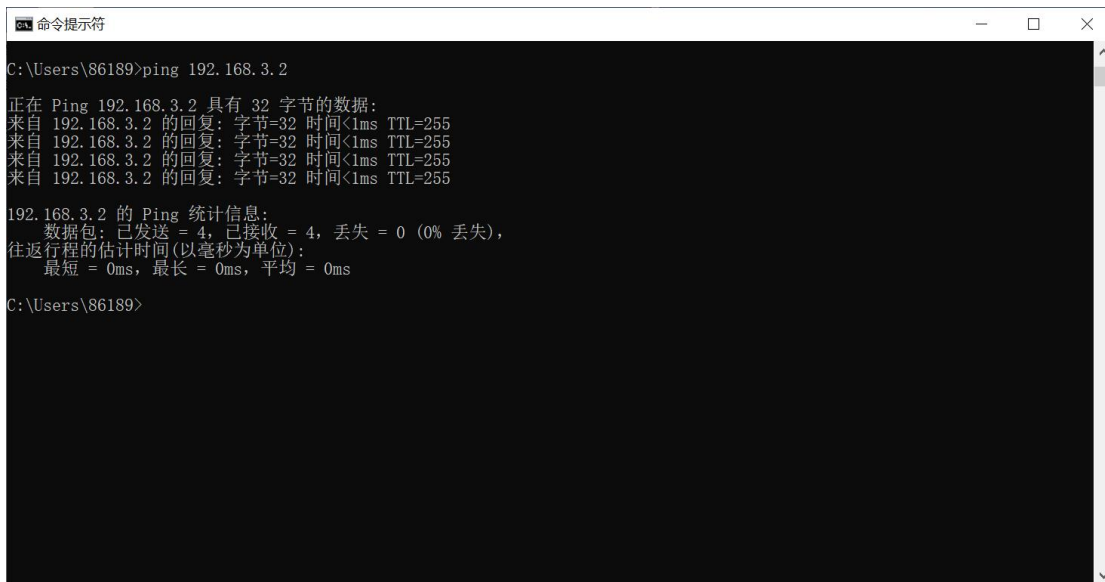 命令提示符
C:\Users\86189>ping 192.168.3.2
正在 Ping 192.168.3.2 具有 32 字节的数据:
来自 192.168.3.2 的回复: 字节=32 时间<1ms TTL=255
来自 192.168.3.2 的回复: 字节=32 时间<1ms TTL=255
来自 192.168.3.2 的回复: 字节=32 时间<1ms TTL=255
来自 192.168.3.2 的回复: 字节=32 时间<1ms TTL=255
192.168.3.2 的 Ping 统计信息:
数据包: 已发送 = 4，已接收 = 4，丢失 = 0 (0% 丢失)，
往返行程的估计时间(以毫秒为单位):
最短 = 0ms，最长 = 0ms，平均 = 0ms
C:\Users\86189>